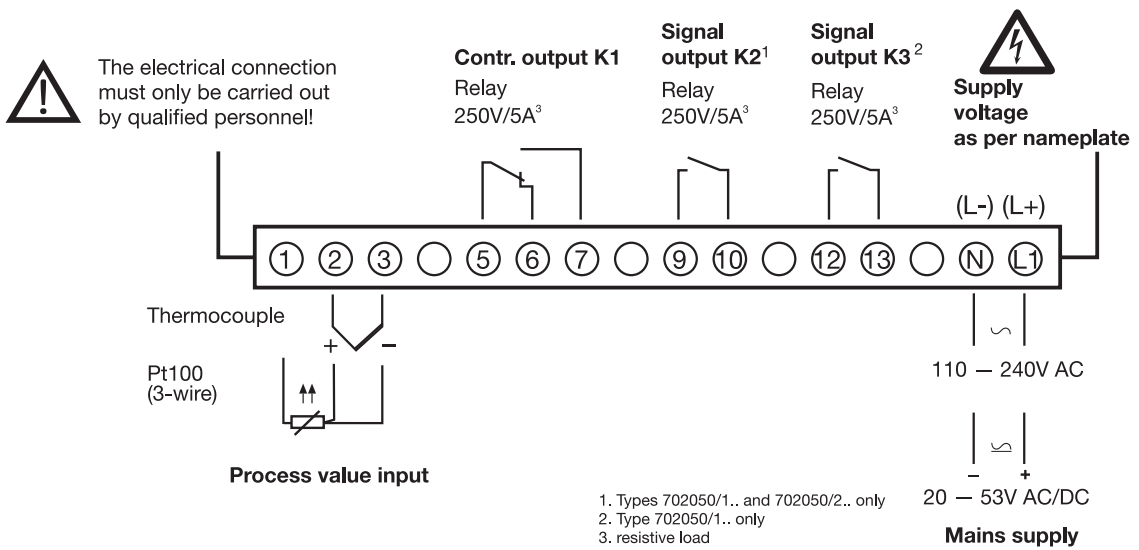 The electrical connection
must only be carried out
by qualified personnel!
Contr. output K1
Relay
250V/5A³
Signal
output K2¹
Relay
250V/5A³
Signal
output K3²
Relay
250V/5A³
Supply
voltage
as per nameplate
(L-) (L+)
1 2 3 5 6 7 9 10 12 13 N L1
Thermocouple
+ −
Pt100
(3-wire)
Process value input
110 – 240V AC
− +
20 – 53V AC/DC
Mains supply
1. Types 702050/1.. and 702050/2.. only
2. Type 702050/1.. only
3. resistive load